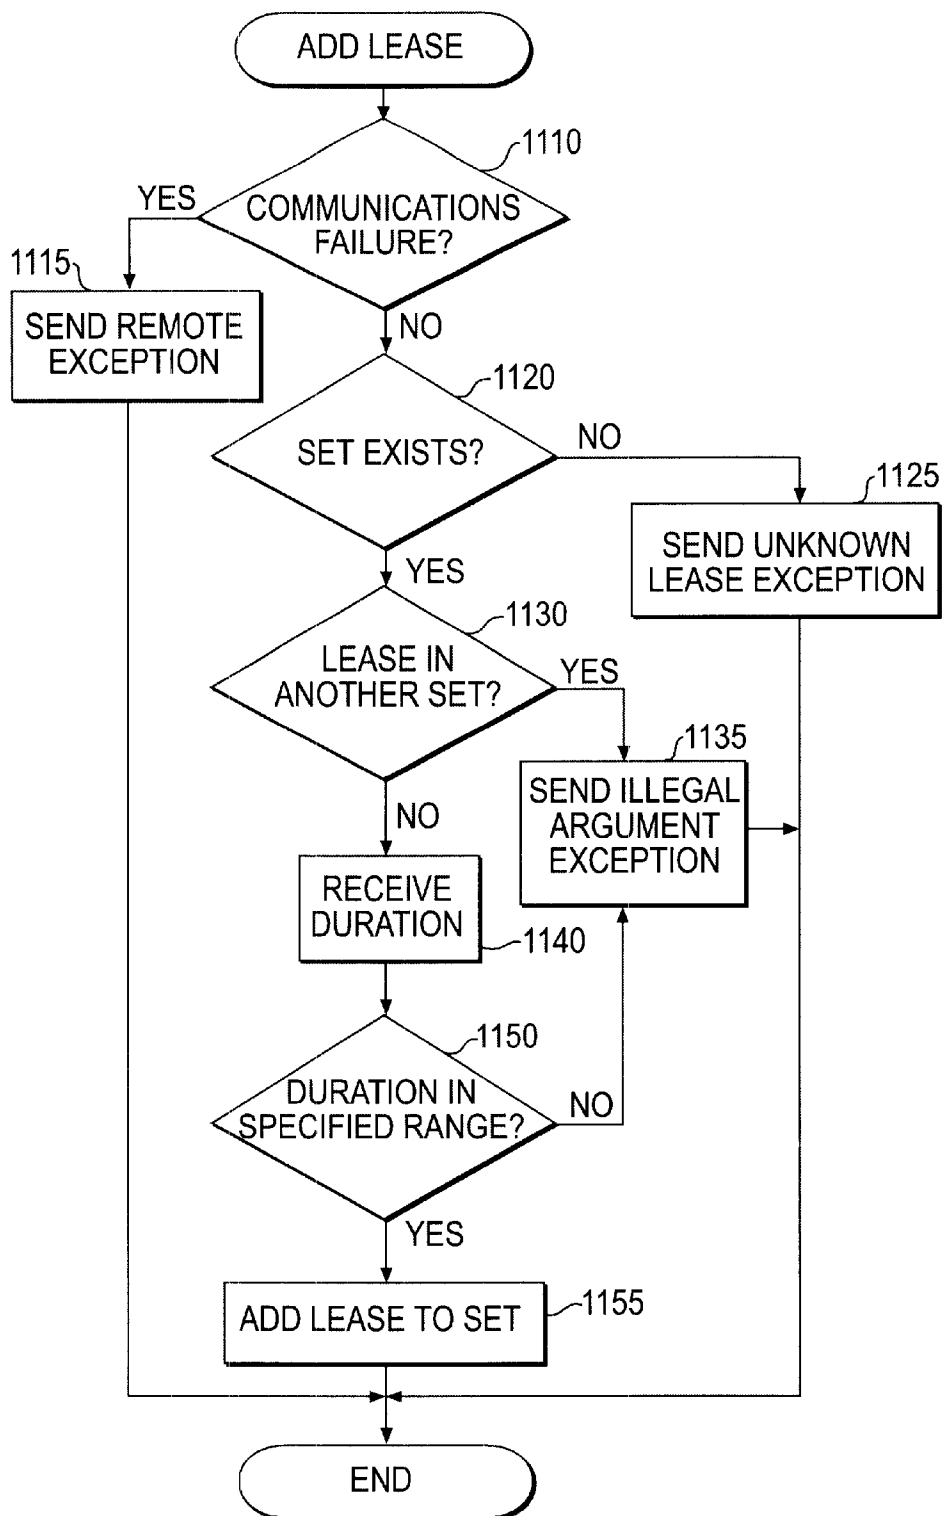 ADD LEASE
1110
YES
COMMUNICATIONS
FAILURE?
1115
SEND REMOTE
EXCEPTION
NO
1120
SET EXISTS?
NO
1125
SEND UNKNOWN
LEASE EXCEPTION
YES
1130
LEASE IN
ANOTHER SET?
YES
1135
SEND ILLEGAL
ARGUMENT
EXCEPTION
NO
RECEIVE
DURATION
1140
1150
DURATION IN
SPECIFIED RANGE?
NO
YES
1155
ADD LEASE TO SET
END